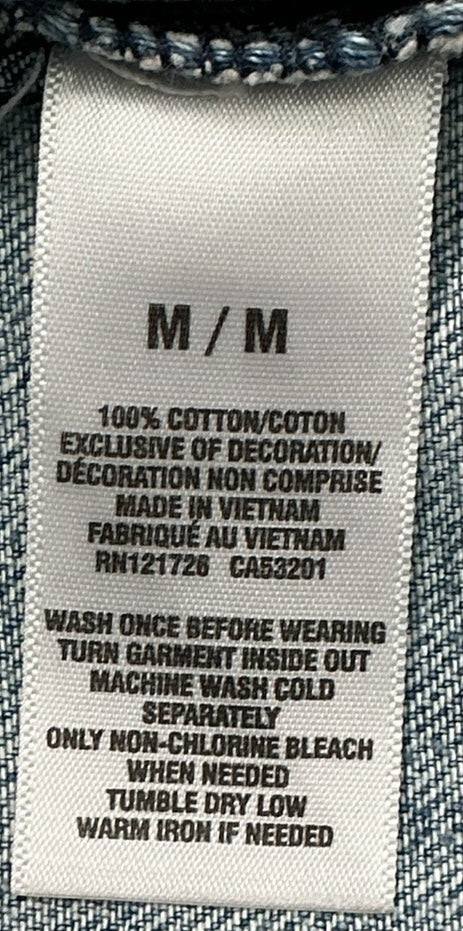 M / M
100% COTTON/COTON
EXCLUSIVE OF DECORATION/
DÉCORATION NON COMPRISE
MADE IN VIETNAM
FABRIQUÉ AU VIETNAM
RN121726 CA53201
WASH ONCE BEFORE WEARING
TURN GARMENT INSIDE OUT
MACHINE WASH COLD
SEPARATELY
ONLY NON-CHLORINE BLEACH
WHEN NEEDED
TUMBLE DRY LOW
WARM IRON IF NEEDED